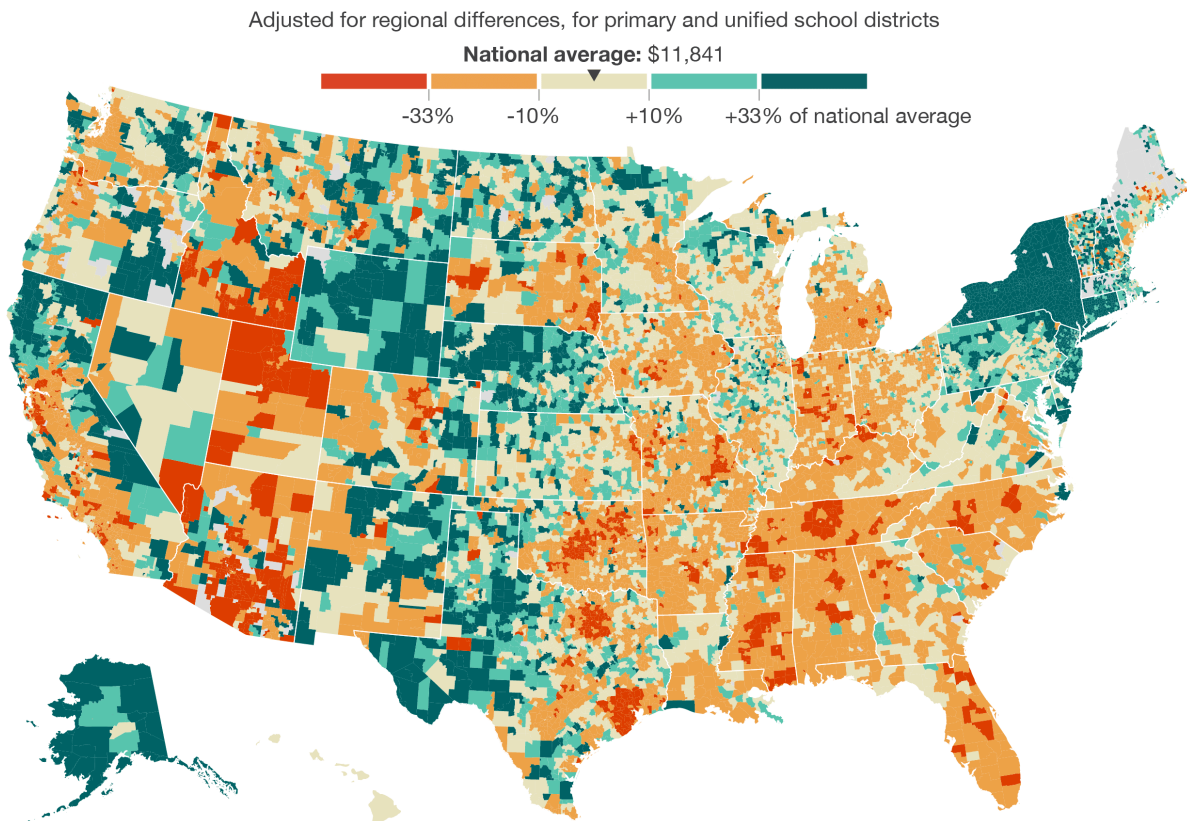 Adjusted for regional differences, for primary and unified school districts
National average: $11,841
-33% -10% +10% +33% of national average